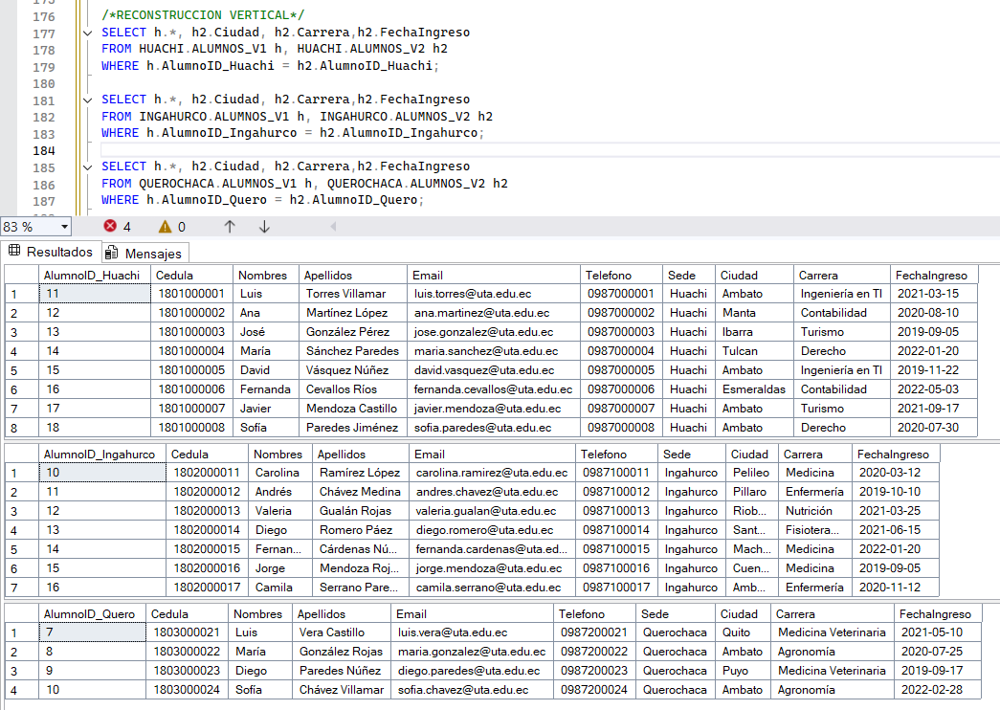 176 /*RECONSTRUCCION VERTICAL*/
177 SELECT h.*, h2.Ciudad, h2.Carrera,h2.FechaIngreso
178 FROM HUACHI.ALUMNOS_V1 h, HUACHI.ALUMNOS_V2 h2
179 WHERE h.AlumnoID_Huachi = h2.AlumnoID_Huachi;
180
181 SELECT h.*, h2.Ciudad, h2.Carrera,h2.FechaIngreso
182 FROM INGAHURCO.ALUMNOS_V1 h, INGAHURCO.ALUMNOS_V2 h2
183 WHERE h.AlumnoID_Ingahurco = h2.AlumnoID_Ingahurco;
184
185 SELECT h.*, h2.Ciudad, h2.Carrera,h2.FechaIngreso
186 FROM QUEROCHACA.ALUMNOS_V1 h, QUEROCHACA.ALUMNOS_V2 h2
187 WHERE h.AlumnoID_Quero = h2.AlumnoID_Quero;
83 % 4 0
Resultados Mensajes
AlumnoID_Huachi Cedula Nombres Apellidos Email Telefono Sede Ciudad Carrera FechaIngreso
1 11 1801000001 Luis Torres Villamar luis.torres@uta.edu.ec 0987000001 Huachi Ambato Ingeniería en TI 2021-03-15
2 12 1801000002 Ana Martínez López ana.martinez@uta.edu.ec 0987000002 Huachi Manta Contabilidad 2020-08-10
3 13 1801000003 José González Pérez jose.gonzalez@uta.edu.ec 0987000003 Huachi Ibarra Turismo 2019-09-05
4 14 1801000004 María Sánchez Paredes maria.sanchez@uta.edu.ec 0987000004 Huachi Tulcan Derecho 2022-01-20
5 15 1801000005 David Vásquez Núñez david.vasquez@uta.edu.ec 0987000005 Huachi Ambato Ingeniería en TI 2019-11-22
6 16 1801000006 Fernanda Cevallos Ríos fernanda.cevallos@uta.edu.ec 0987000006 Huachi Esmeraldas Contabilidad 2022-05-03
7 17 1801000007 Javier Mendoza Castillo javier.mendoza@uta.edu.ec 0987000007 Huachi Ambato Turismo 2021-09-17
8 18 1801000008 Sofía Paredes Jiménez sofia.paredes@uta.edu.ec 0987000008 Huachi Ambato Derecho 2020-07-30
AlumnoID_Ingahurco Cedula Nombres Apellidos Email Telefono Sede Ciudad Carrera FechaIngreso
1 10 1802000011 Carolina Ramírez López carolina.ramirez@uta.edu.ec 0987100011 Ingahurco Pelileo Medicina 2020-03-12
2 11 1802000012 Andrés Chávez Medina andres.chavez@uta.edu.ec 0987100012 Ingahurco Pillaro Enfermería 2019-10-10
3 12 1802000013 Valeria Gualán Rojas valeria.gualan@uta.edu.ec 0987100013 Ingahurco Riob... Nutrición 2021-03-25
4 13 1802000014 Diego Romero Páez diego.romero@uta.edu.ec 0987100014 Ingahurco Sant... Fisiotera... 2021-06-15
5 14 1802000015 Fernan... Cárdenas Nú... fernanda.cardenas@uta.ed... 0987100015 Ingahurco Mach... Medicina 2022-01-20
6 15 1802000016 Jorge Mendoza Roj... jorge.mendoza@uta.edu.ec 0987100016 Ingahurco Cuen... Medicina 2019-09-05
7 16 1802000017 Camila Serrano Pare... camila.serrano@uta.edu.ec 0987100017 Ingahurco Amb... Enfermería 2020-11-12
AlumnoID_Quero Cedula Nombres Apellidos Email Telefono Sede Ciudad Carrera FechaIngreso
1 7 1803000021 Luis Vera Castillo luis.vera@uta.edu.ec 0987200021 Querochaca Quito Medicina Veterinaria 2021-05-10
2 8 1803000022 María González Rojas maria.gonzalez@uta.edu.ec 0987200022 Querochaca Ambato Agronomía 2020-07-25
3 9 1803000023 Diego Paredes Núñez diego.paredes@uta.edu.ec 0987200023 Querochaca Puyo Medicina Veterinaria 2019-09-17
4 10 1803000024 Sofía Chávez Villamar sofia.chavez@uta.edu.ec 0987200024 Querochaca Ambato Agronomía 2022-02-28